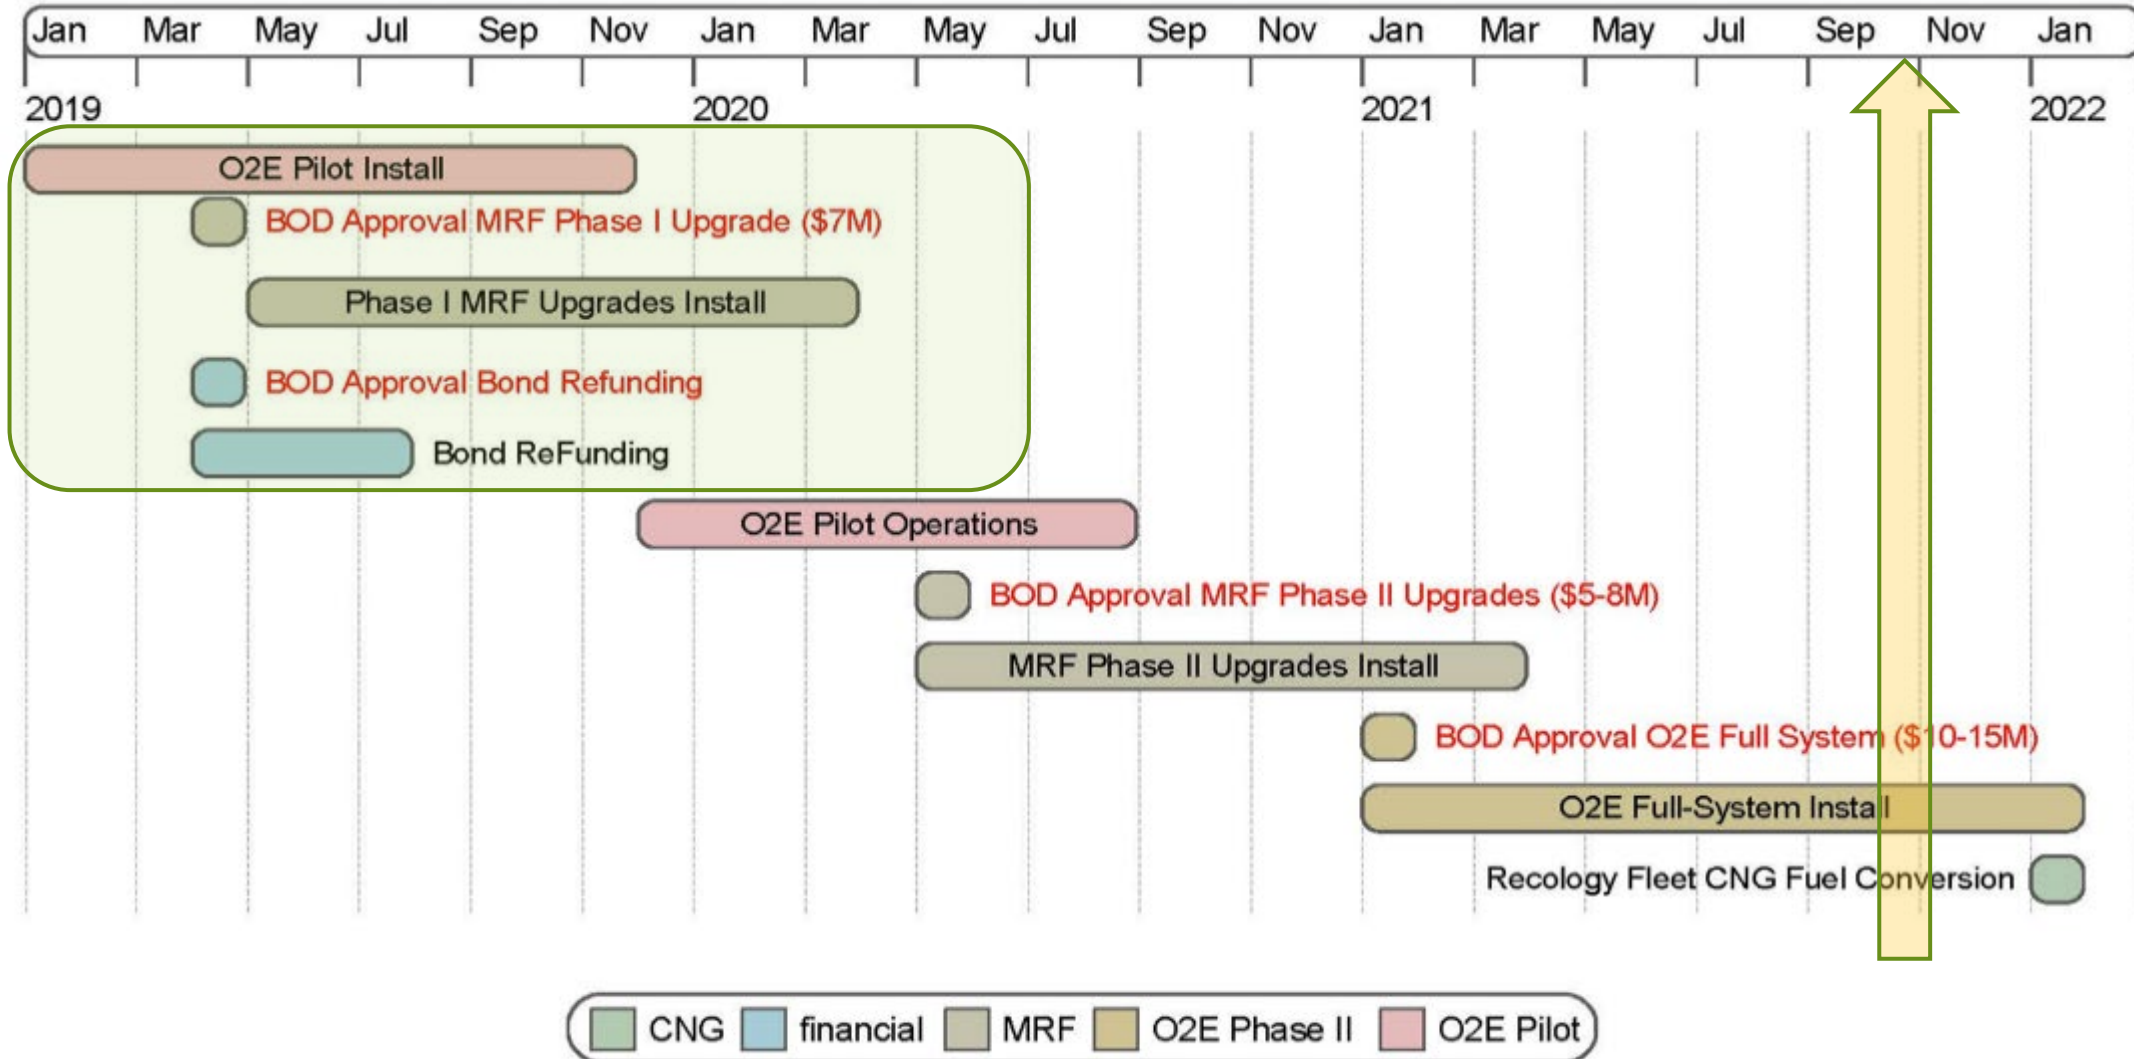 Jan Mar May Jul Sep Nov Jan Mar May Jul Sep Nov Jan Mar May Jul Sep Nov Jan
2019 2020 2021 2022
O2E Pilot Install
BOD Approval MRF Phase I Upgrade ($7M)
Phase I MRF Upgrades Install
BOD Approval Bond Refunding
Bond ReFunding
O2E Pilot Operations
BOD Approval MRF Phase II Upgrades ($5-8M)
MRF Phase II Upgrades Install
BOD Approval O2E Full System ($10-15M)
O2E Full-System Install
Recology Fleet CNG Fuel Conversion
CNG financial MRF O2E Phase II O2E Pilot